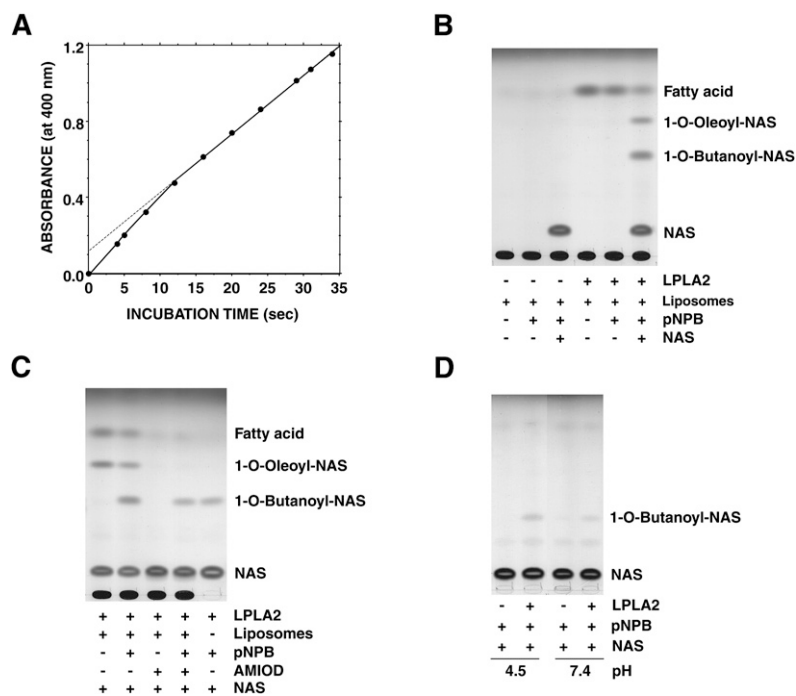 A
ABSORBANCE (at 400 nm)
1.2
0.8
0.4
0.0
0 5 10 15 20 25 30 35
INCUBATION TIME (sec)
B
Fatty acid
1-O-Oleoyl-NAS
1-O-Butanoyl-NAS
NAS
- - - + + + LPLA2
+ + + + + + Liposomes
- + + - + + pNPB
+ + NAS
C
Fatty acid
1-O-Oleoyl-NAS
1-O-Butanoyl-NAS
NAS
+ + + + + LPLA2
+ + + + - Liposomes
- + - + + pNPB
- - + + - AMIOD
+ + + + + NAS
D
1-O-Butanoyl-NAS
NAS
- + - + LPLA2
+ + + + pNPB
+ + + + NAS
4.5 7.4 pH